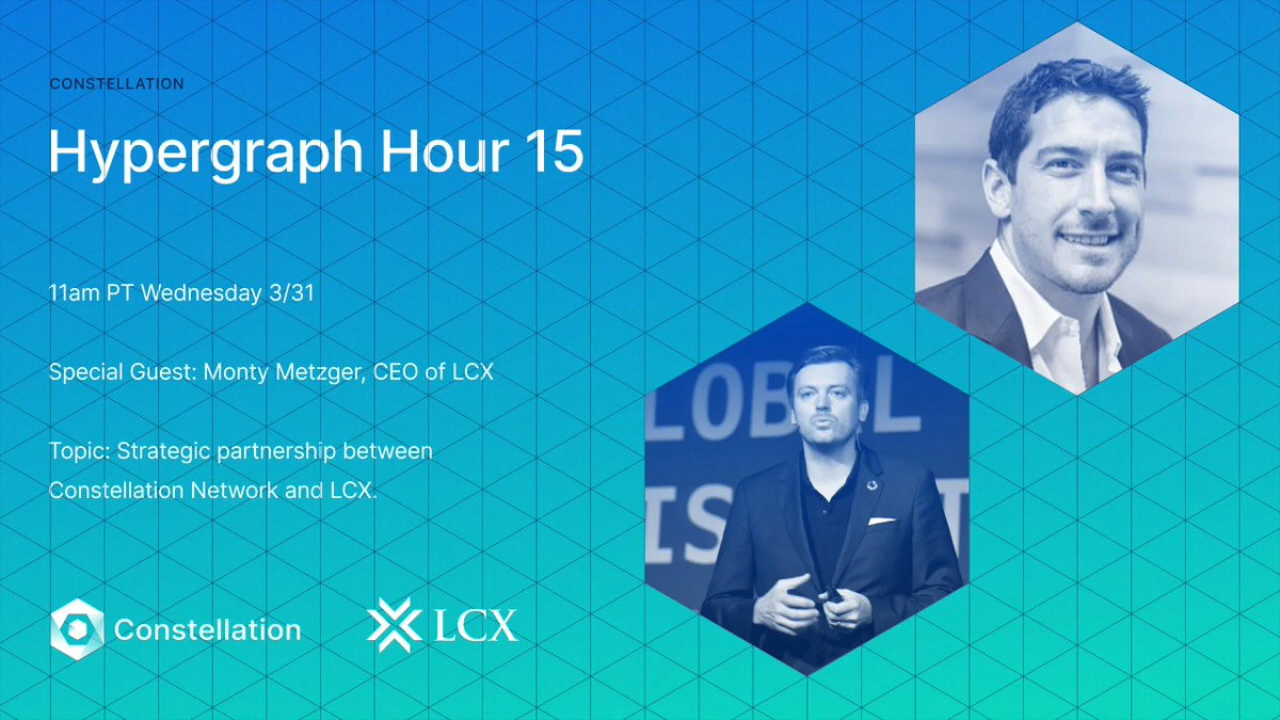 CONSTELLATION
Hypergraph Hour 15
11am PT Wednesday 3/31
Special Guest: Monty Metzger, CEO of LCX
Topic: Strategic partnership between
Constellation Network and LCX.
Constellation
LCX